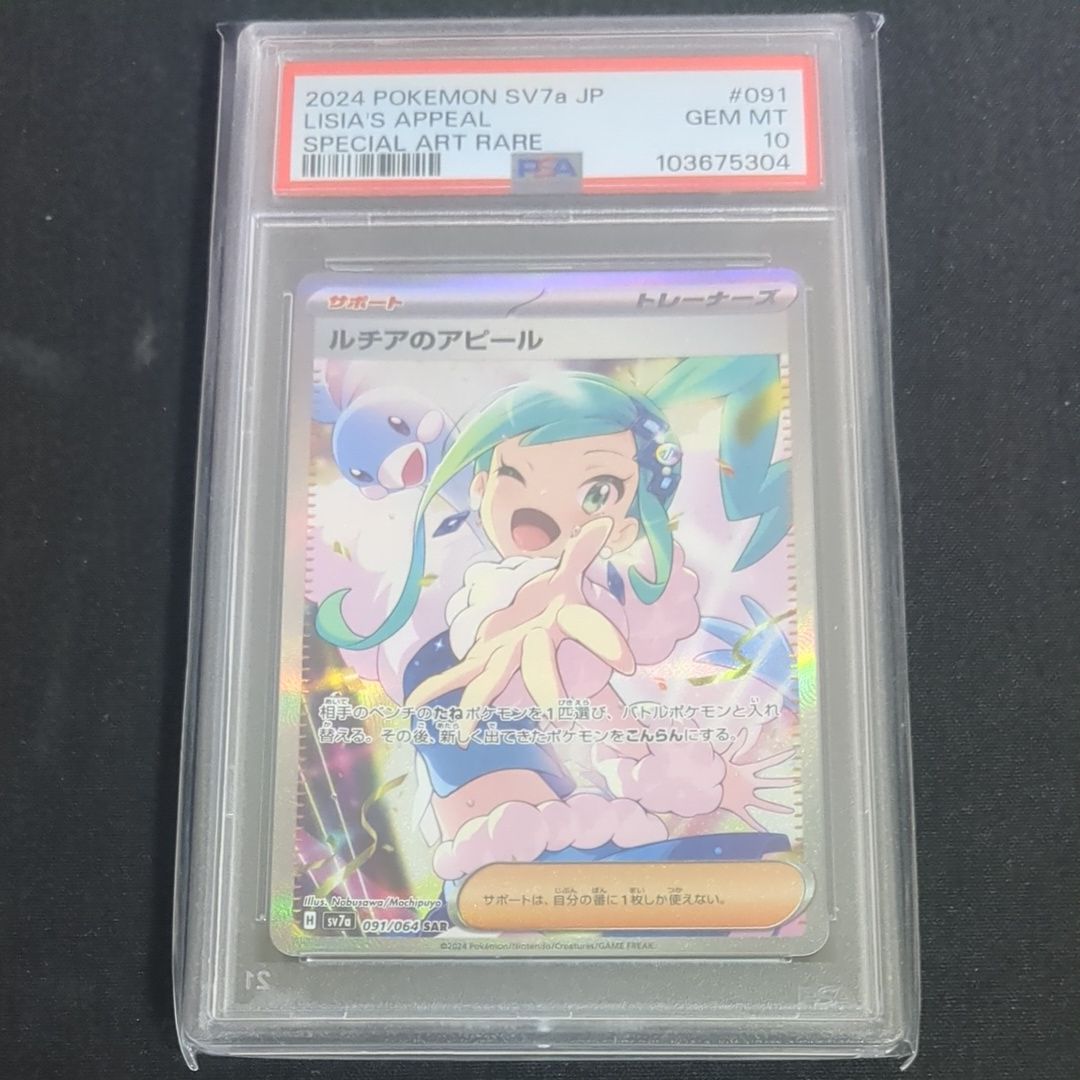 2024 POKEMON SV7a JP #091
LISIA'S APPEAL GEM MT
SPECIAL ART RARE 10
PSA 103675304
サポート トレーナーズ
ルチアのアピール
相手のベンチのたねポケモンを1匹選び、バトルポケモンと入れ
替える。その後、新しく出てきたポケモンをこんらんにする。
サポートは、自分の番に1枚しか使えない。
Illus. Nobusawa/Mochipuyo
H sv7a 091/064 SAR
©2024 Pokémon/Nintendo/Creatures/GAME FREAK.
21